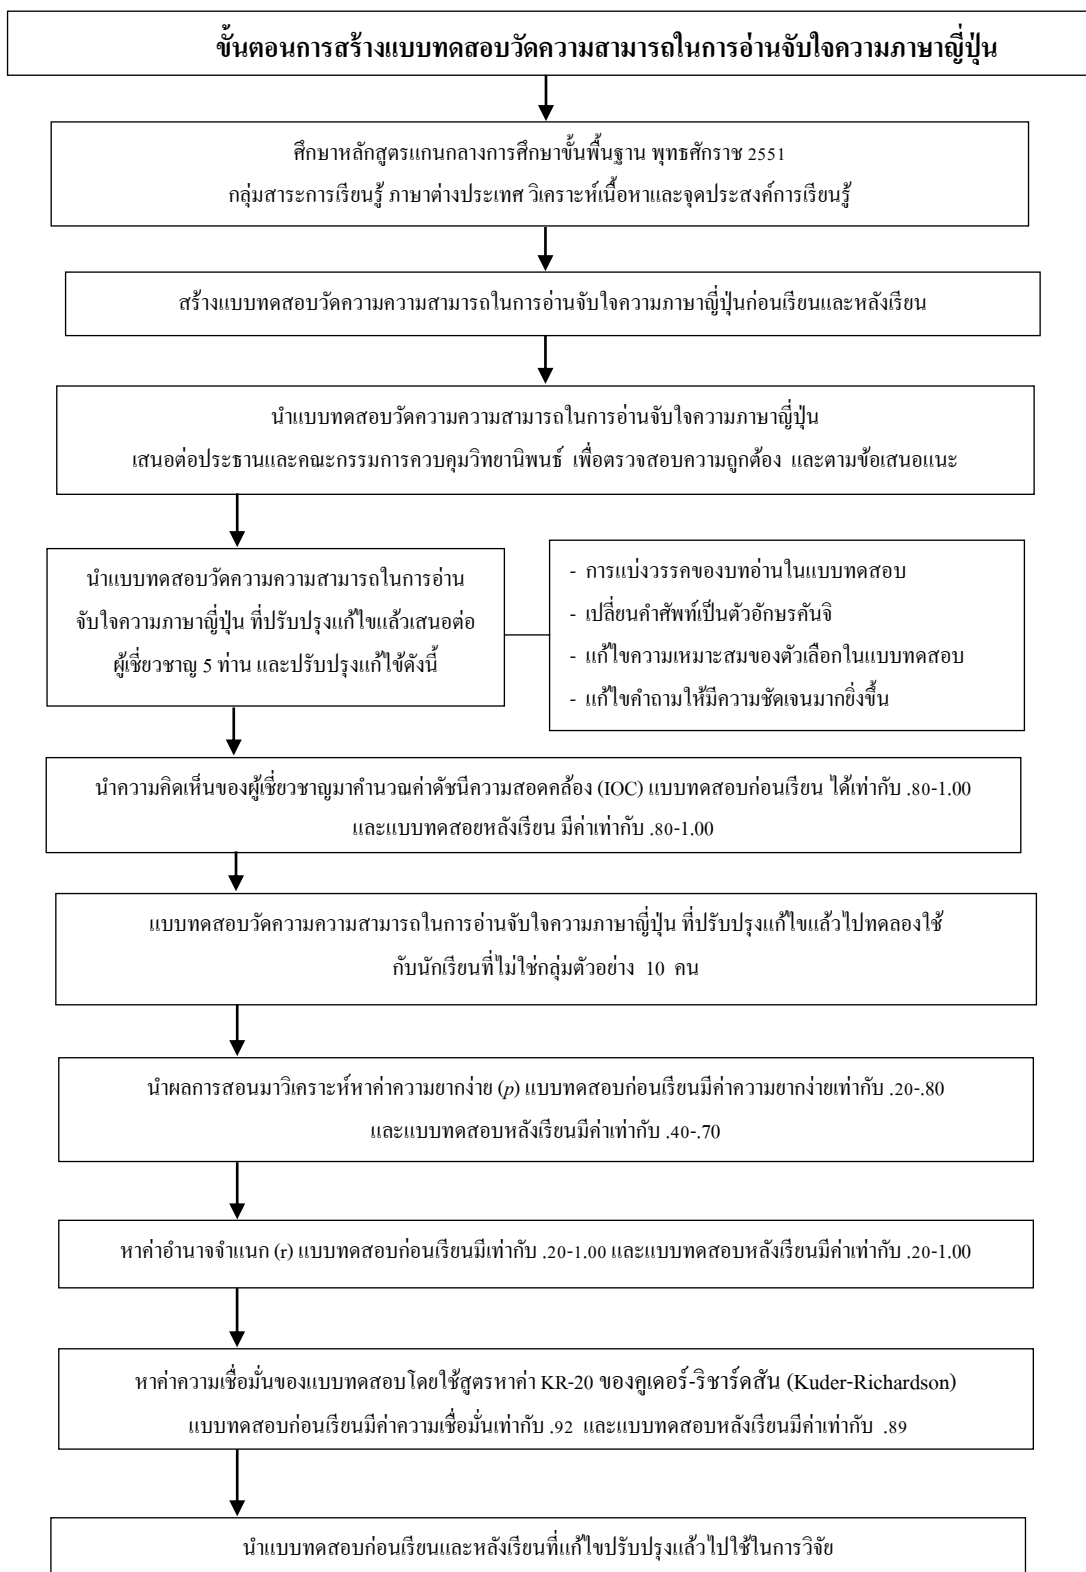 ขั้นตอนการสร้างแบบทดสอบวัดความสามารถในการอ่านจับใจความภาษาญี่ปุ่น
ศึกษาหลักสูตรแกนกลางการศึกษาขั้นพื้นฐาน พุทธศักราช 2551
กลุ่มสาระการเรียนรู้ ภาษาต่างประเทศ วิเคราะห์เนื้อหาและจุดประสงค์การเรียนรู้
สร้างแบบทดสอบวัดความความสามารถในการอ่านจับใจความภาษาญี่ปุ่นก่อนเรียนและหลังเรียน
นำแบบทดสอบวัดความความสามารถในการอ่านจับใจความภาษาญี่ปุ่น
เสนอต่อประธานและคณะกรรมการควบคุมวิทยานิพนธ์ เพื่อตรวจสอบความถูกต้อง และตามข้อเสนอแนะ
นำแบบทดสอบวัดความความสามารถในการอ่าน
จับใจความภาษาญี่ปุ่น ที่ปรับปรุงแก้ไขแล้วเสนอต่อ
ผู้เชี่ยวชาญ 5 ท่าน และปรับปรุงแก้ไข้ดังนี้
- การแบ่งวรรคของบทอ่านในแบบทดสอบ
- เปลี่ยนคำศัพท์เป็นตัวอักษรคันจิ
- แก้ไขความเหมาะสมของตัวเลือกในแบบทดสอบ
- แก้ไขคำถามให้มีความชัดเจนมากยิ่งขึ้น
นำความคิดเห็นของผู้เชี่ยวชาญมาคำนวณค่าดัชนีความสอดคล้อง (IOC) แบบทดสอบก่อนเรียน ได้เท่ากับ .80-1.00
และแบบทดสอยหลังเรียน มีค่าเท่ากับ .80-1.00
แบบทดสอบวัดความความสามารถในการอ่านจับใจความภาษาญี่ปุ่น ที่ปรับปรุงแก้ไขแล้วไปทดลองใช้
กับนักเรียนที่ไม่ใช่กลุ่มตัวอย่าง 10 คน
นำผลการสอนมาวิเคราะห์หาค่าความยากง่าย (p) แบบทดสอบก่อนเรียนมีค่าความยากง่ายเท่ากับ .20-.80
และแบบทดสอบหลังเรียนมีค่าเท่ากับ .40-.70
หาค่าอำนาจจำแนก (r) แบบทดสอบก่อนเรียนมีเท่ากับ .20-1.00 และแบบทดสอบหลังเรียนมีค่าเท่ากับ .20-1.00
หาค่าความเชื่อมั่นของแบบทดสอบโดยใช้สูตรหาค่า KR-20 ของคูเดอร์-ริชาร์ดสัน (Kuder-Richardson)
แบบทดสอบก่อนเรียนมีค่าความเชื่อมั่นเท่ากับ .92 และแบบทดสอบหลังเรียนมีค่าเท่ากับ .89
นำแบบทดสอบก่อนเรียนและหลังเรียนที่แก้ไขปรับปรุงแล้วไปใช้ในการวิจัย